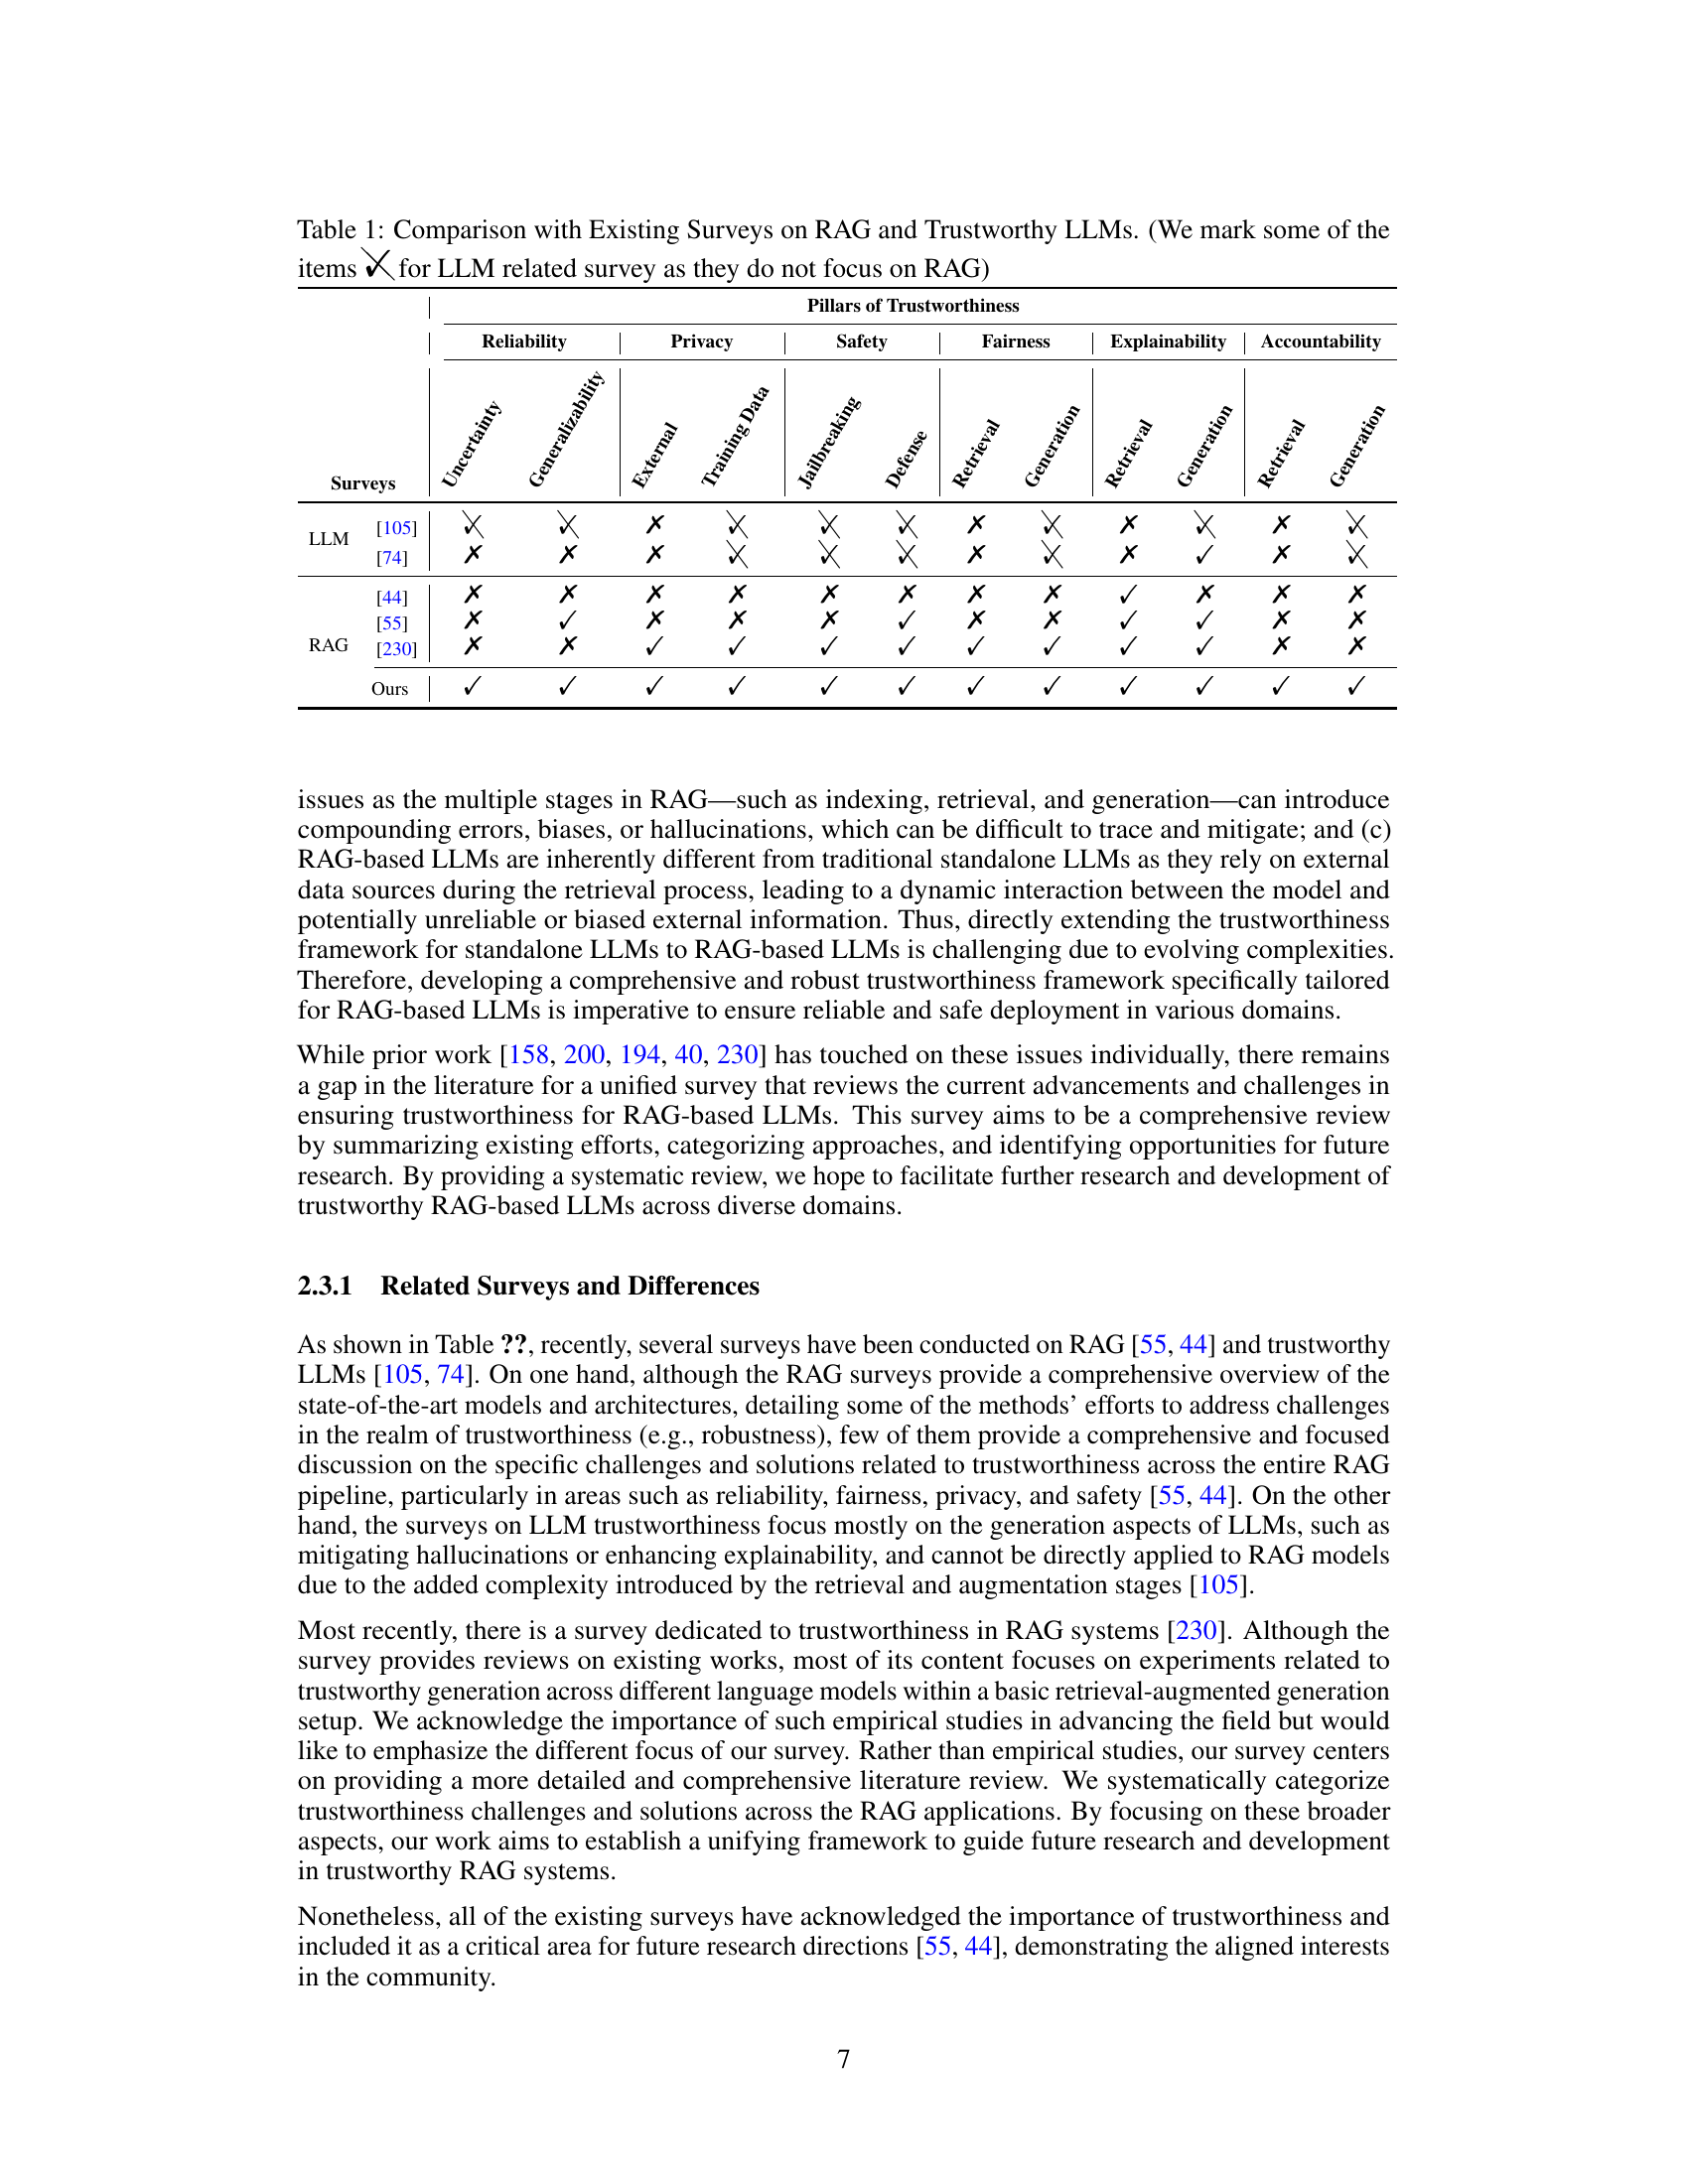 Table 1: Comparison with Existing Surveys on RAG and Trustworthy LLMs. (We mark some of the
items ✓\ for LLM related survey as they do not focus on RAG)
Pillars of Trustworthiness
Reliability Privacy Safety Fairness Explainability Accountability
Surveys Uncertainty Generalizability External Training Data Jailbreaking Defense Retrieval Generation Retrieval Generation Retrieval Generation
LLM
[105] ✓\ ✓\ ✗ ✓\ ✓\ ✓\ ✗ ✓\ ✗ ✓\ ✗ ✓\
[74] ✗ ✗ ✗ ✓\ ✓\ ✓\ ✗ ✓\ ✗ ✓ ✗ ✓\
RAG
[44] ✗ ✗ ✗ ✗ ✗ ✗ ✗ ✗ ✓ ✗ ✗ ✗
[55] ✗ ✓ ✗ ✗ ✗ ✓ ✗ ✗ ✓ ✓ ✗ ✗
[230] ✗ ✗ ✓ ✓ ✓ ✓ ✓ ✓ ✓ ✓ ✗ ✗
Ours ✓ ✓ ✓ ✓ ✓ ✓ ✓ ✓ ✓ ✓ ✓ ✓
issues as the multiple stages in RAG—such as indexing, retrieval, and generation—can introduce
compounding errors, biases, or hallucinations, which can be difficult to trace and mitigate; and (c)
RAG-based LLMs are inherently different from traditional standalone LLMs as they rely on external
data sources during the retrieval process, leading to a dynamic interaction between the model and
potentially unreliable or biased external information. Thus, directly extending the trustworthiness
framework for standalone LLMs to RAG-based LLMs is challenging due to evolving complexities.
Therefore, developing a comprehensive and robust trustworthiness framework specifically tailored
for RAG-based LLMs is imperative to ensure reliable and safe deployment in various domains.
While prior work [158, 200, 194, 40, 230] has touched on these issues individually, there remains
a gap in the literature for a unified survey that reviews the current advancements and challenges in
ensuring trustworthiness for RAG-based LLMs. This survey aims to be a comprehensive review
by summarizing existing efforts, categorizing approaches, and identifying opportunities for future
research. By providing a systematic review, we hope to facilitate further research and development of
trustworthy RAG-based LLMs across diverse domains.
2.3.1 Related Surveys and Differences
As shown in Table ??, recently, several surveys have been conducted on RAG [55, 44] and trustworthy
LLMs [105, 74]. On one hand, although the RAG surveys provide a comprehensive overview of the
state-of-the-art models and architectures, detailing some of the methods’ efforts to address challenges
in the realm of trustworthiness (e.g., robustness), few of them provide a comprehensive and focused
discussion on the specific challenges and solutions related to trustworthiness across the entire RAG
pipeline, particularly in areas such as reliability, fairness, privacy, and safety [55, 44]. On the other
hand, the surveys on LLM trustworthiness focus mostly on the generation aspects of LLMs, such as
mitigating hallucinations or enhancing explainability, and cannot be directly applied to RAG models
due to the added complexity introduced by the retrieval and augmentation stages [105].
Most recently, there is a survey dedicated to trustworthiness in RAG systems [230]. Although the
survey provides reviews on existing works, most of its content focuses on experiments related to
trustworthy generation across different language models within a basic retrieval-augmented generation
setup. We acknowledge the importance of such empirical studies in advancing the field but would
like to emphasize the different focus of our survey. Rather than empirical studies, our survey centers
on providing a more detailed and comprehensive literature review. We systematically categorize
trustworthiness challenges and solutions across the RAG applications. By focusing on these broader
aspects, our work aims to establish a unifying framework to guide future research and development
in trustworthy RAG systems.
Nonetheless, all of the existing surveys have acknowledged the importance of trustworthiness and
included it as a critical area for future research directions [55, 44], demonstrating the aligned interests
in the community.
7